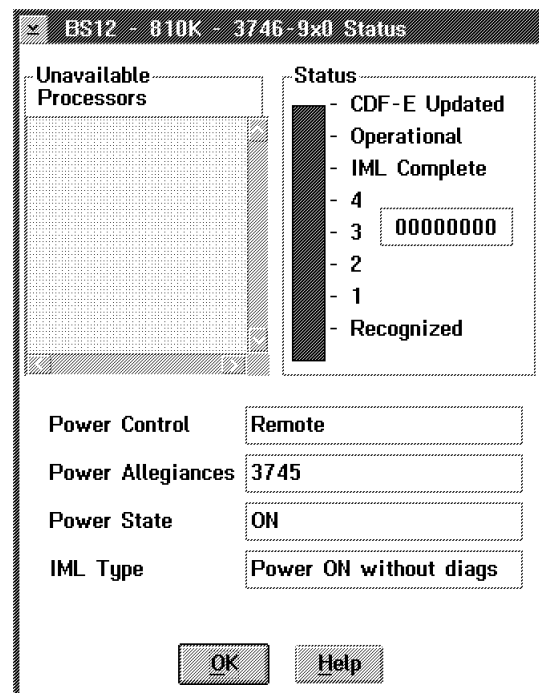 BS12 - 810K - 3746-9x0 Status
Unavailable
Processors
Status
- CDF-E Updated
- Operational
- IML Complete
- 4
- 3 00000000
- 2
- 1
- Recognized
Power Control Remote
Power Allegiances 3745
Power State ON
IML Type Power ON without diags
OK Help